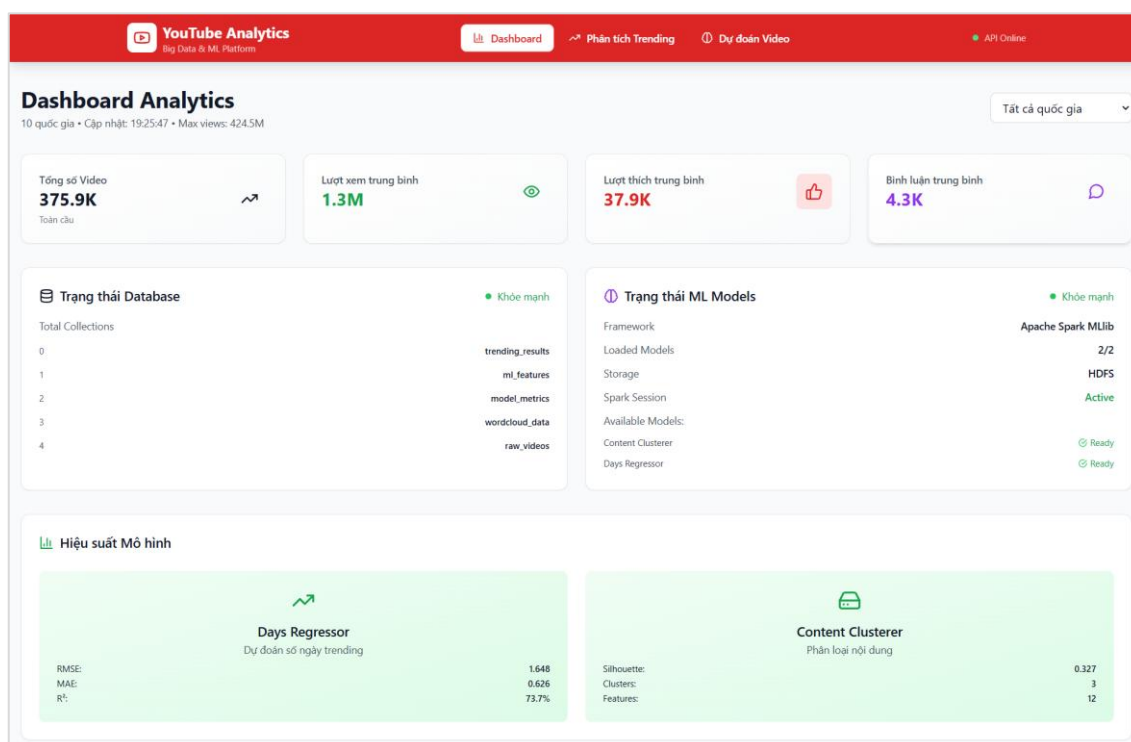 YouTube Analytics
Big Data & ML Platform
Dashboard
Phân tích Trending
Dự đoán Video
API Online
Dashboard Analytics
10 quốc gia • Cập nhật: 19:25:47 • Max views: 424.5M
Tất cả quốc gia
Tổng số Video
375.9K
Toàn cầu
Lượt xem trung bình
1.3M
Lượt thích trung bình
37.9K
Bình luận trung bình
4.3K
Trạng thái Database
Khỏe mạnh
Total Collections
0 trending_results
1 ml_features
2 model_metrics
3 wordcloud_data
4 raw_videos
Trạng thái ML Models
Khỏe mạnh
Framework Apache Spark MLlib
Loaded Models 2/2
Storage HDFS
Spark Session Active
Available Models:
Content Clusterer Ready
Days Regressor Ready
Hiệu suất Mô hình
Days Regressor
Dự đoán số ngày trending
RMSE: 1.648
MAE: 0.626
R²: 73.7%
Content Clusterer
Phân loại nội dung
Silhouette: 0.327
Clusters: 3
Features: 12